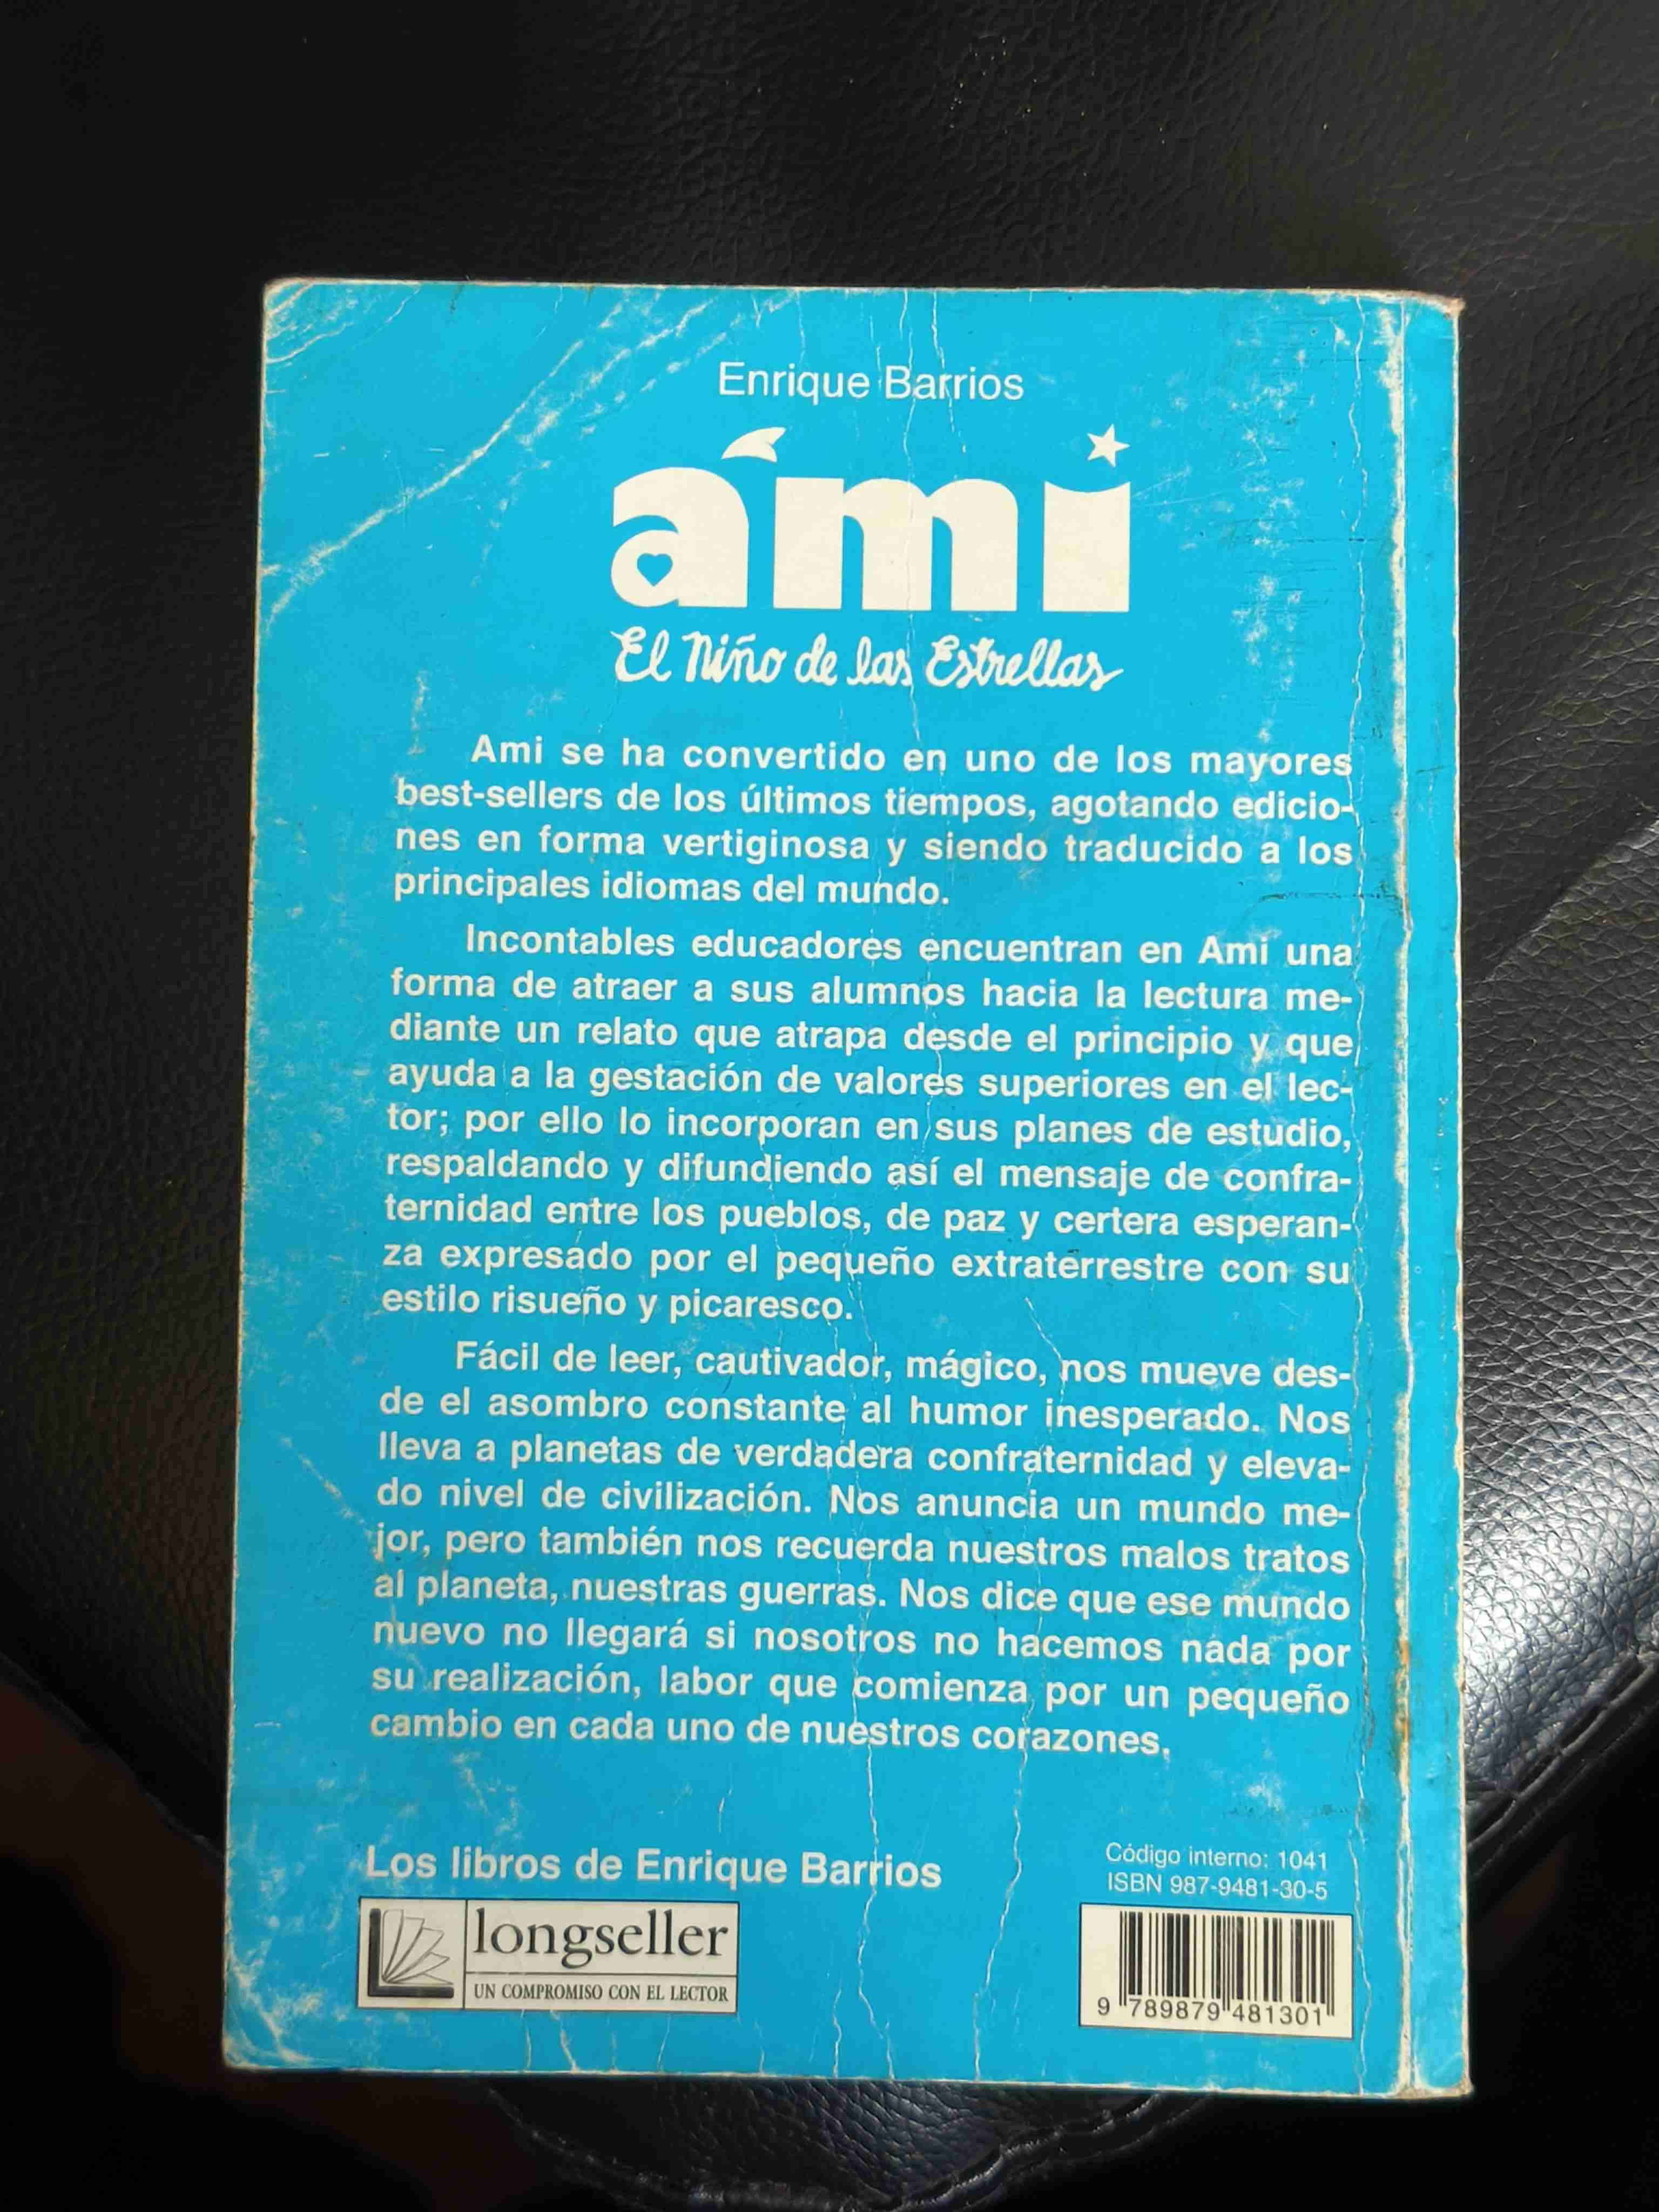 Enrique Barrios
ámi
El Niño de las Estrellas
Ami se ha convertido en uno de los mayores
best-sellers de los últimos tiempos, agotando edicio-
nes en forma vertiginosa y siendo traducido a los
principales idiomas del mundo.
Incontables educadores encuentran en Ami una
forma de atraer a sus alumnos hacia la lectura me-
diante un relato que atrapa desde el principio y que
ayuda a la gestación de valores superiores en el lec-
tor; por ello lo incorporan en sus planes de estudio,
respaldando y difundiendo así el mensaje de confra-
ternidad entre los pueblos, de paz y certera esperan-
za expresado por el pequeño extraterrestre con su
estilo risueño y picaresco.
Fácil de leer, cautivador, mágico, nos mueve des-
de el asombro constante al humor inesperado. Nos
lleva a planetas de verdadera confraternidad y eleva-
do nivel de civilización. Nos anuncia un mundo me-
jor, pero también nos recuerda nuestros malos tratos
al planeta, nuestras guerras. Nos dice que ese mundo
nuevo no llegará si nosotros no hacemos nada por
su realización, labor que comienza por un pequeño
cambio en cada uno de nuestros corazones.
Los libros de Enrique Barrios
longseller
UN COMPROMISO CON EL LECTOR
Código interno: 1041
ISBN 987-9481-30-5
9 789879 481301